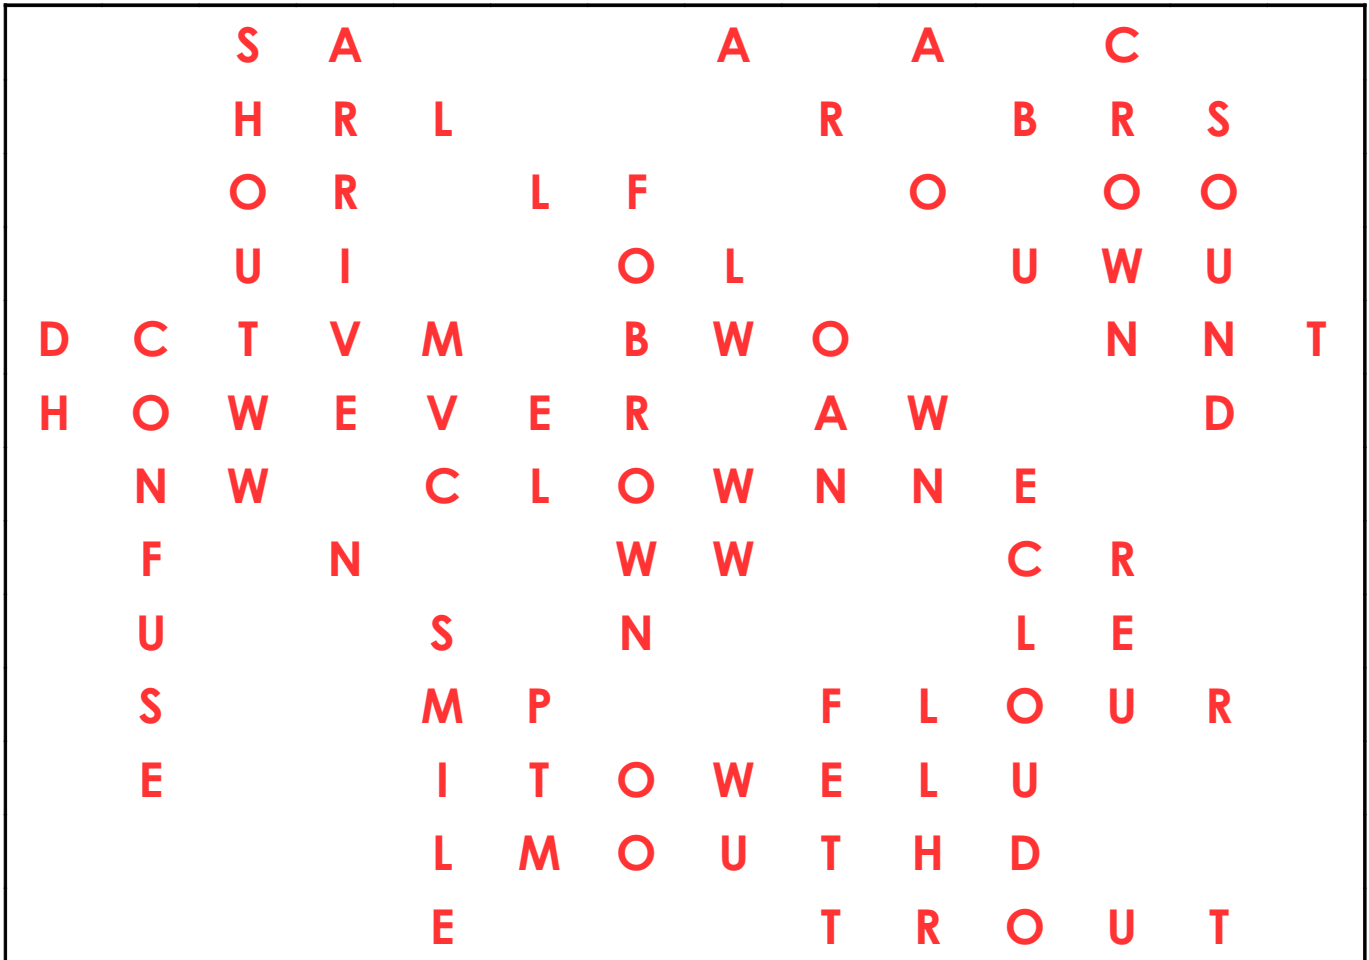 S A A A C
H R L R B R S
O R L F O O O
U I O L U W U
D C T V M B W O N N T
H O W E V E R A W D
N W C L O W N N E
F N W W C R
U S N L E
S M P F L O U R
E I T O W E L U
L M O U T H D
E T R O U T